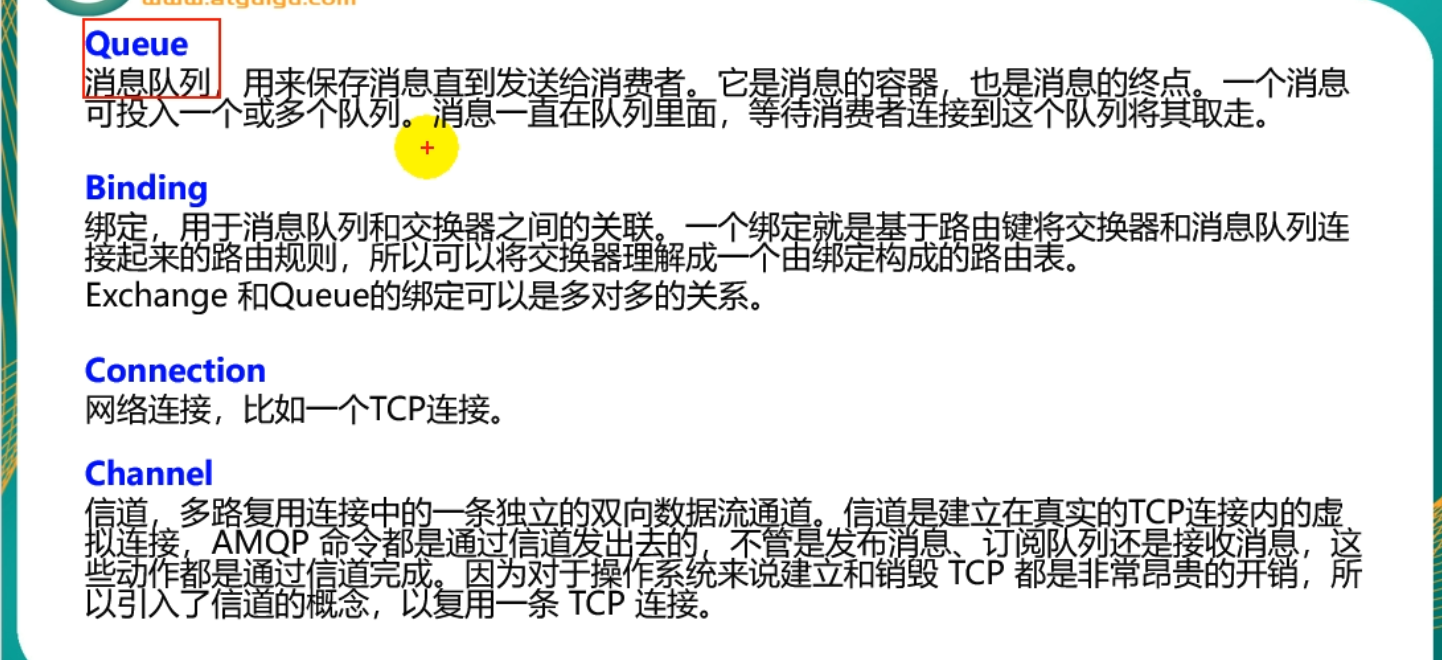 www.atguigu.com
Queue
消息队列，用来保存消息直到发送给消费者。它是消息的容器，也是消息的终点。一个消息
可投入一个或多个队列。消息一直在队列里面，等待消费者连接到这个队列将其取走。
Binding
绑定，用于消息队列和交换器之间的关联。一个绑定就是基于路由键将交换器和消息队列连
接起来的路由规则，所以可以将交换器理解成一个由绑定构成的路由表。
Exchange 和Queue的绑定可以是多对多的关系。
Connection
网络连接，比如一个TCP连接。
Channel
信道，多路复用连接中的一条独立的双向数据流通道。信道是建立在真实的TCP连接内的虚
拟连接，AMQP 命令都是通过信道发出去的，不管是发布消息、订阅队列还是接收消息，这
些动作都是通过信道完成。因为对于操作系统来说建立和销毁 TCP 都是非常昂贵的开销，所
以引入了信道的概念，以复用一条 TCP 连接。